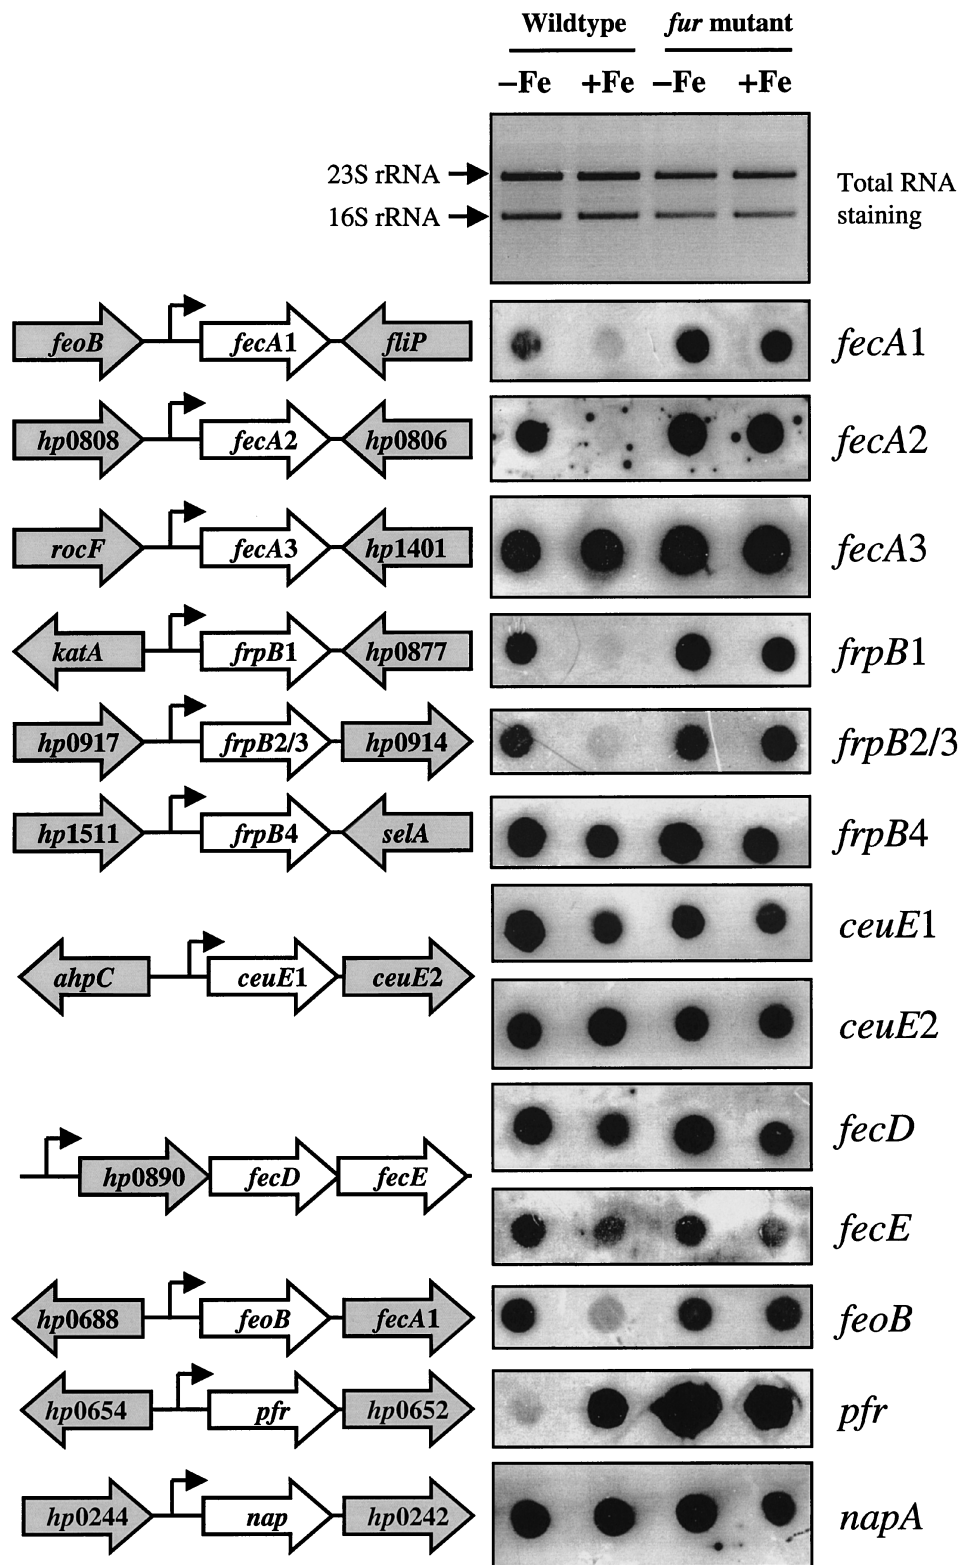 Wildtype fur mutant
−Fe +Fe −Fe +Fe
23S rRNA
16S rRNA
Total RNA
staining
feoB fecA1 fliP fecA1
hp0808 fecA2 hp0806 fecA2
rocF fecA3 hp1401 fecA3
katA frpB1 hp0877 frpB1
hp0917 frpB2/3 hp0914 frpB2/3
hp1511 frpB4 selA frpB4
ceuE1
ahpC ceuE1 ceuE2
ceuE2
fecD
hp0890 fecD fecE
fecE
hp0688 feoB fecA1 feoB
hp0654 pfr hp0652 pfr
hp0244 nap hp0242 napA